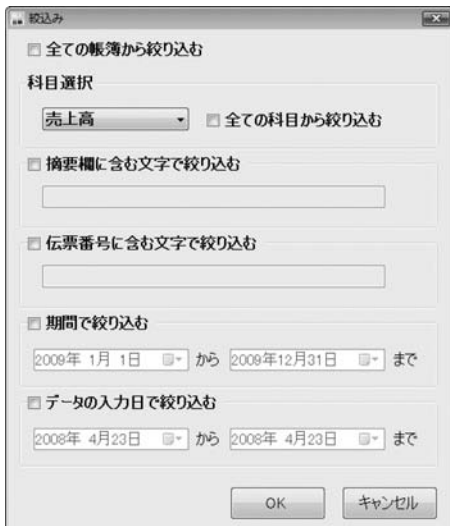 絞込み
全ての帳簿から絞り込む
科目選択
売上高 全ての科目から絞り込む
摘要欄に含む文字で絞り込む
伝票番号に含む文字で絞り込む
期間で絞り込む
2009年 1月 1日 から 2009年12月31日 まで
データの入力日で絞り込む
2008年 4月23日 から 2008年 4月23日 まで
OK キャンセル